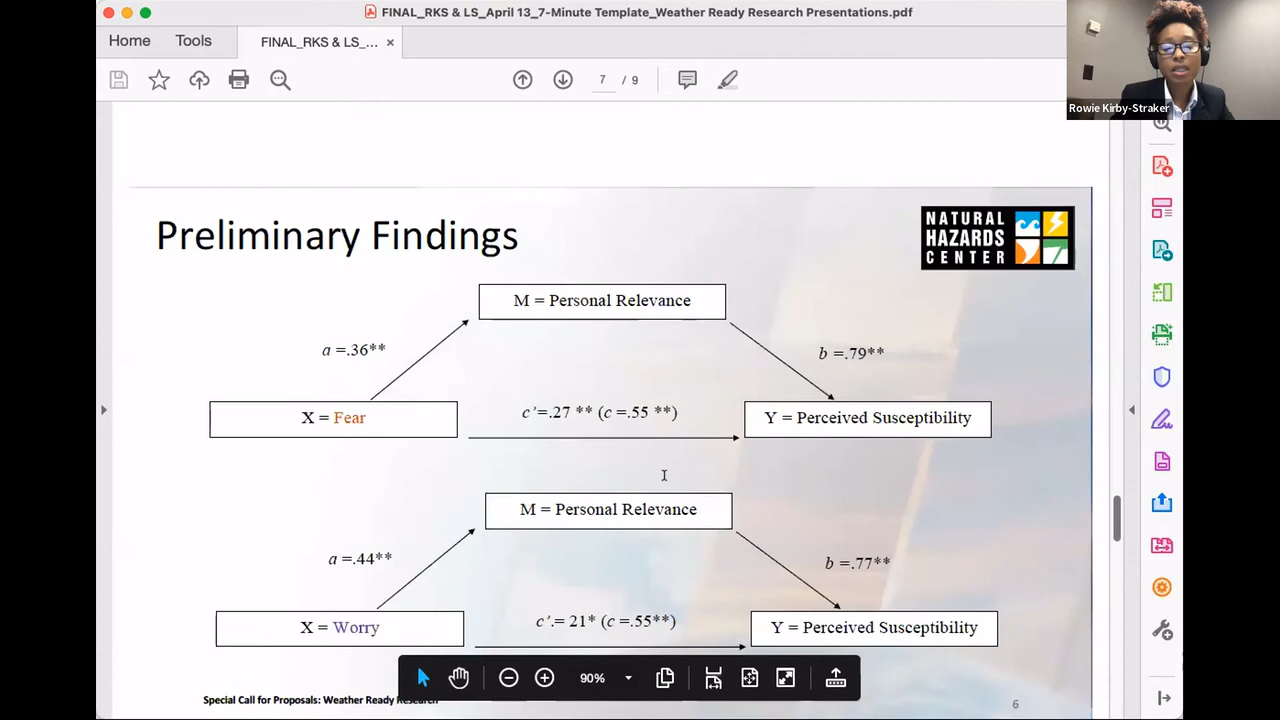 FINAL_RKS & LS_April 13_7-Minute Template_Weather Ready Research Presentations.pdf
Home Tools FINAL_RKS & LS_... ×
7 / 9
Rowie Kirby-Straker
Preliminary Findings
NATURAL
HAZARDS
CENTER
M = Personal Relevance
a =.36**
b =.79**
X = Fear
c'=.27 ** (c =.55 **)
Y = Perceived Susceptibility
M = Personal Relevance
a =.44**
b =.77**
X = Worry
c'.= 21* (c =.55**)
Y = Perceived Susceptibility
90%
Special Call for Proposals: Weather Ready Research
6